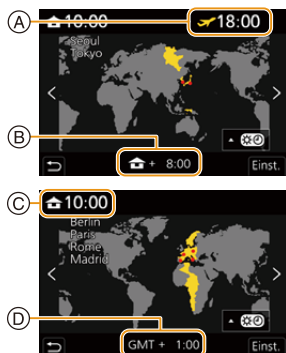 A
10:00
18:00
Seoul
Tokyo
B
+ 8:00
Einst.
C
10:00
Berlin
Paris
Rome
Madrid
D
GMT + 1:00
Einst.